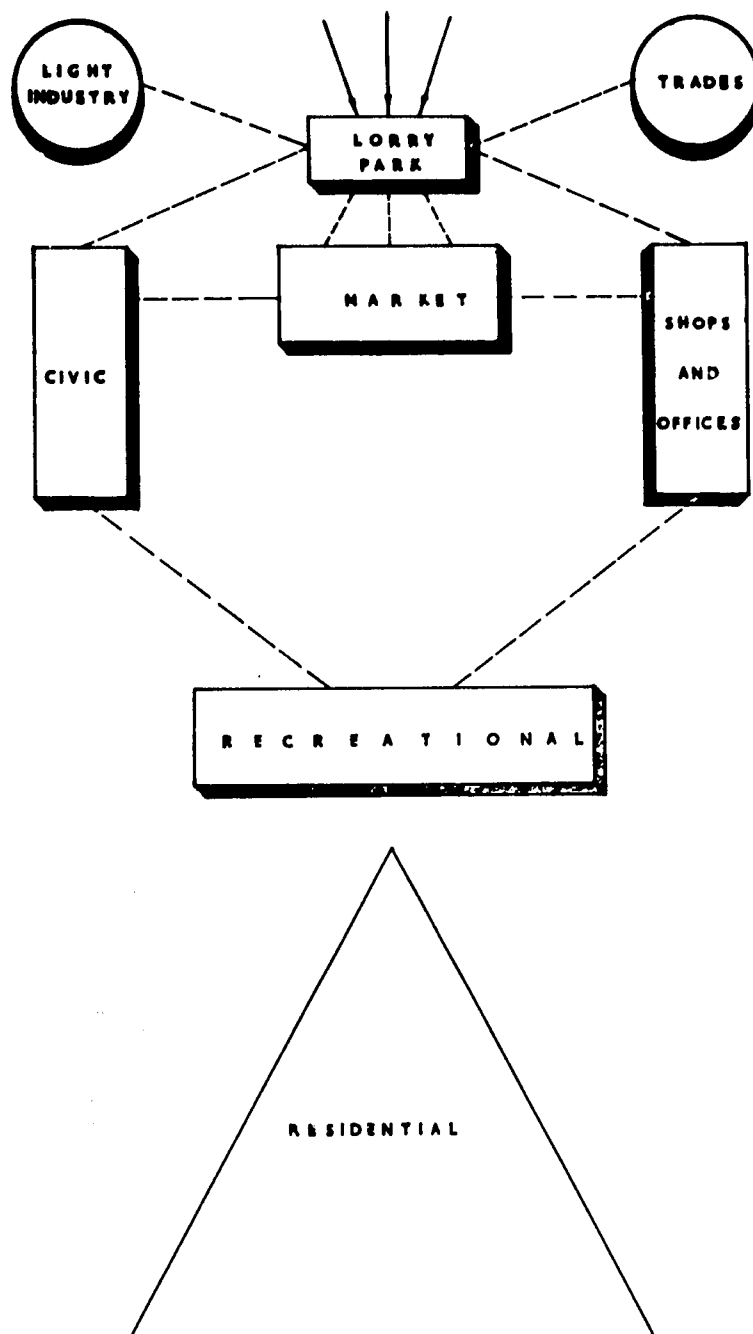 LIGHT
INDUSTRY
LORRY
PARK
TRADES
MARKET
CIVIC
SHOPS
AND
OFFICES
RECREATIONAL
RESIDENTIAL